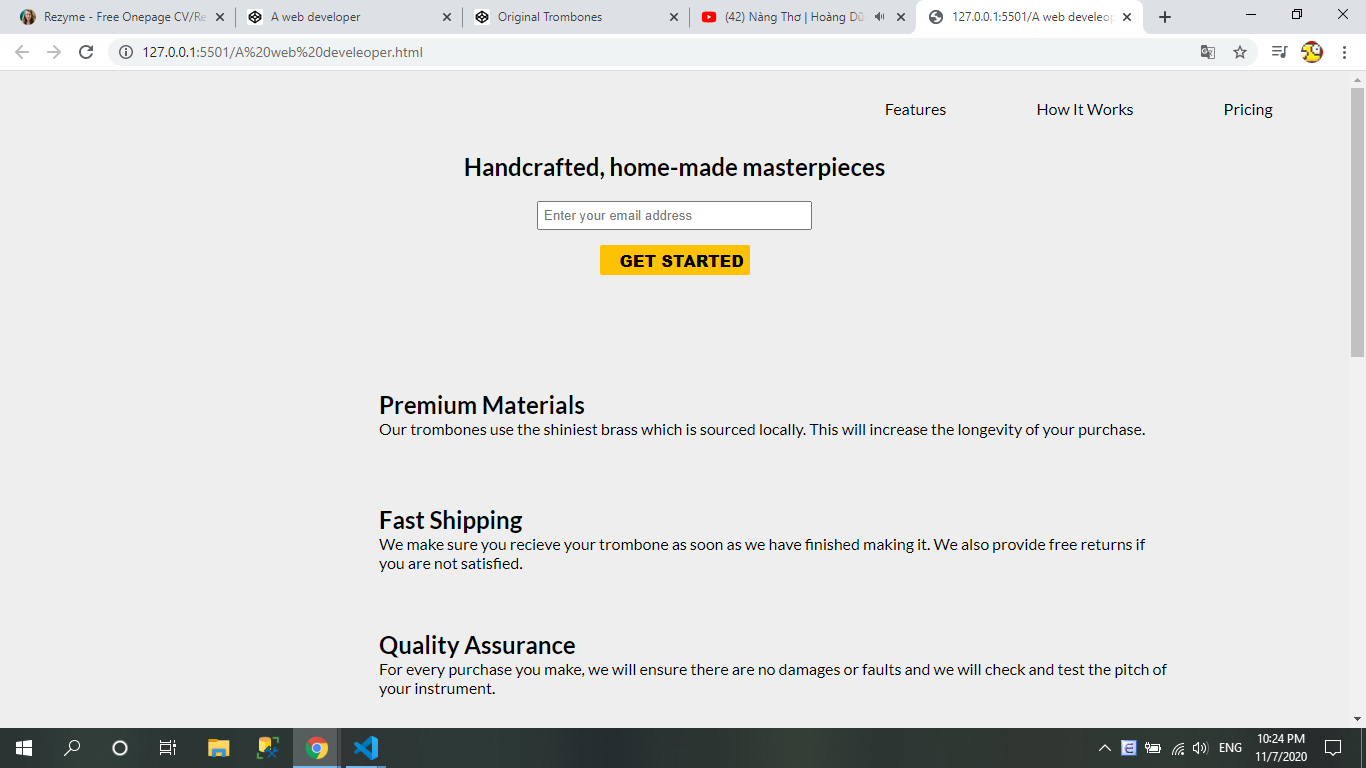 Rezyme - Free Onepage CV/Re
A web developer
Original Trombones
(42) Nàng Thơ | Hoàng Dũ
127.0.0.1:5501/A web develeop
127.0.0.1:5501/A%20web%20develeoper.html
Features How It Works Pricing
Handcrafted, home-made masterpieces
Enter your email address
GET STARTED
Premium Materials
Our trombones use the shiniest brass which is sourced locally. This will increase the longevity of your purchase.
Fast Shipping
We make sure you recieve your trombone as soon as we have finished making it. We also provide free returns if
you are not satisfied.
Quality Assurance
For every purchase you make, we will ensure there are no damages or faults and we will check and test the pitch of
your instrument.
ENG
10:24 PM
11/7/2020